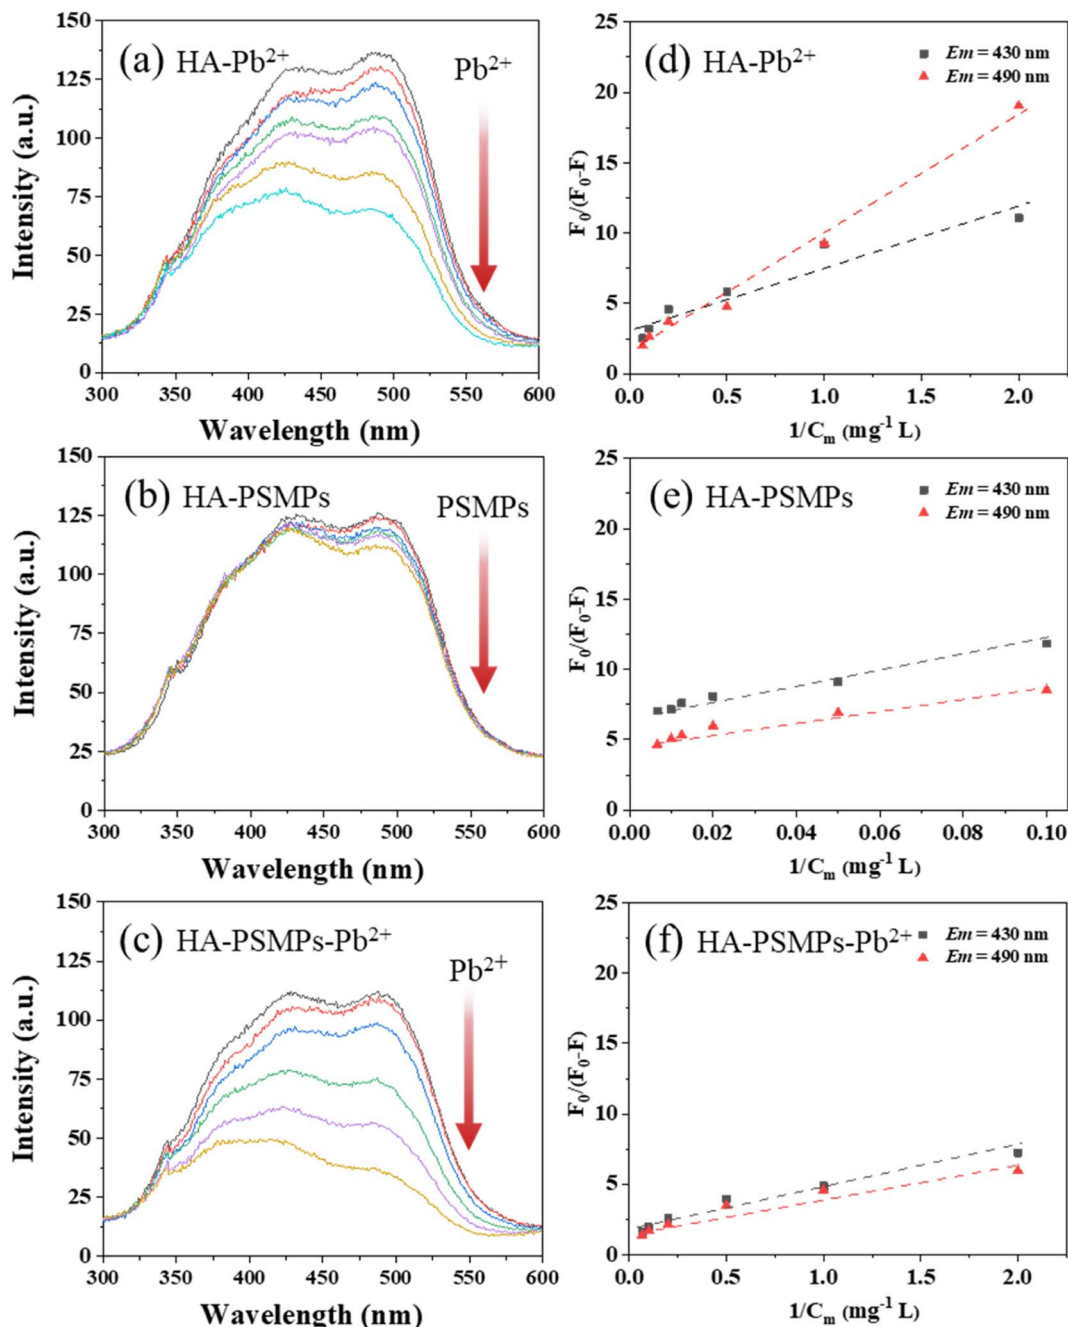 (a) HA-Pb²⁺
Pb²⁺
150
125
100
75
50
25
0
300 350 400 450 500 550 600
Intensity (a.u.)
Wavelength (nm)
(d) HA-Pb²⁺
Em = 430 nm
Em = 490 nm
25
20
15
10
5
0
0.0 0.5 1.0 1.5 2.0
F₀/(F₀-F)
1/Cₘ (mg⁻¹ L)
(b) HA-PSMPs
PSMPs
150
125
100
75
50
25
0
300 350 400 450 500 550 600
Intensity (a.u.)
Wavelength (nm)
(e) HA-PSMPs
Em = 430 nm
Em = 490 nm
25
20
15
10
5
0
0.00 0.02 0.04 0.06 0.08 0.10
F₀/(F₀-F)
1/Cₘ (mg⁻¹ L)
(c) HA-PSMPs-Pb²⁺
Pb²⁺
150
125
100
75
50
25
0
300 350 400 450 500 550 600
Intensity (a.u.)
Wavelength (nm)
(f) HA-PSMPs-Pb²⁺
Em = 430 nm
Em = 490 nm
25
20
15
10
5
0
0.0 0.5 1.0 1.5 2.0
F₀/(F₀-F)
1/Cₘ (mg⁻¹ L)